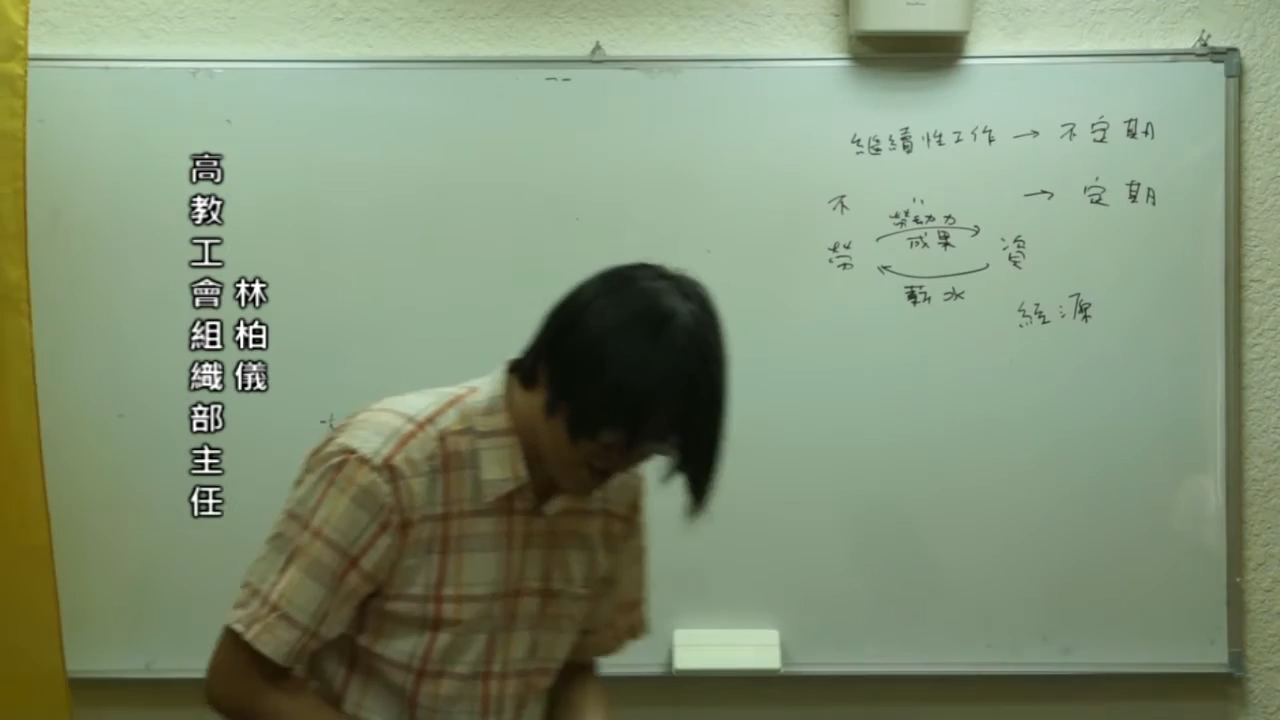 高教工會組織部主任
林柏儀
繼續性工作 → 不定期
不 → 定期
勞動力
成果
勞 資
薪水
經源